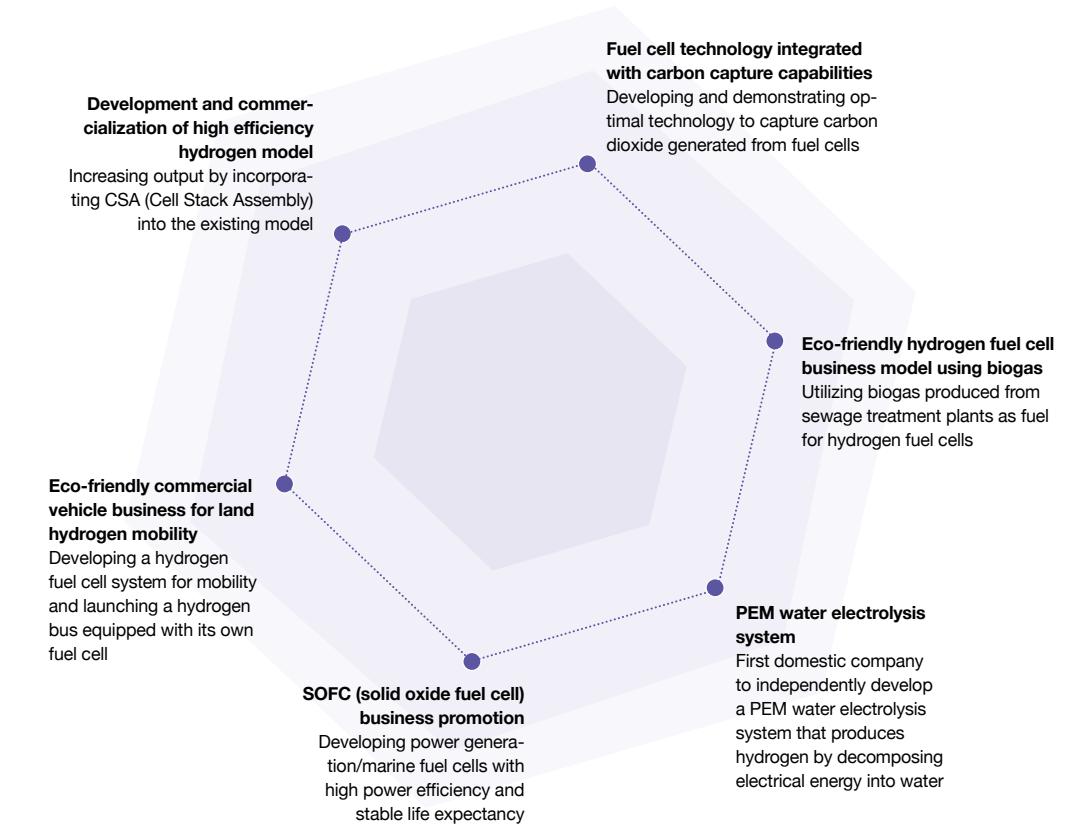 Fuel cell technology integrated
with carbon capture capabilities
Developing and demonstrating op-
timal technology to capture carbon
dioxide generated from fuel cells
Development and commer-
cialization of high efficiency
hydrogen model
Increasing output by incorpora-
ting CSA (Cell Stack Assembly)
into the existing model
Eco-friendly hydrogen fuel cell
business model using biogas
Utilizing biogas produced from
sewage treatment plants as fuel
for hydrogen fuel cells
Eco-friendly commercial
vehicle business for land
hydrogen mobility
Developing a hydrogen
fuel cell system for mobility
and launching a hydrogen
bus equipped with its own
fuel cell
PEM water electrolysis
system
First domestic company
to independently develop
a PEM water electrolysis
system that produces
hydrogen by decomposing
electrical energy into water
SOFC (solid oxide fuel cell)
business promotion
Developing power genera-
tion/marine fuel cells with
high power efficiency and
stable life expectancy